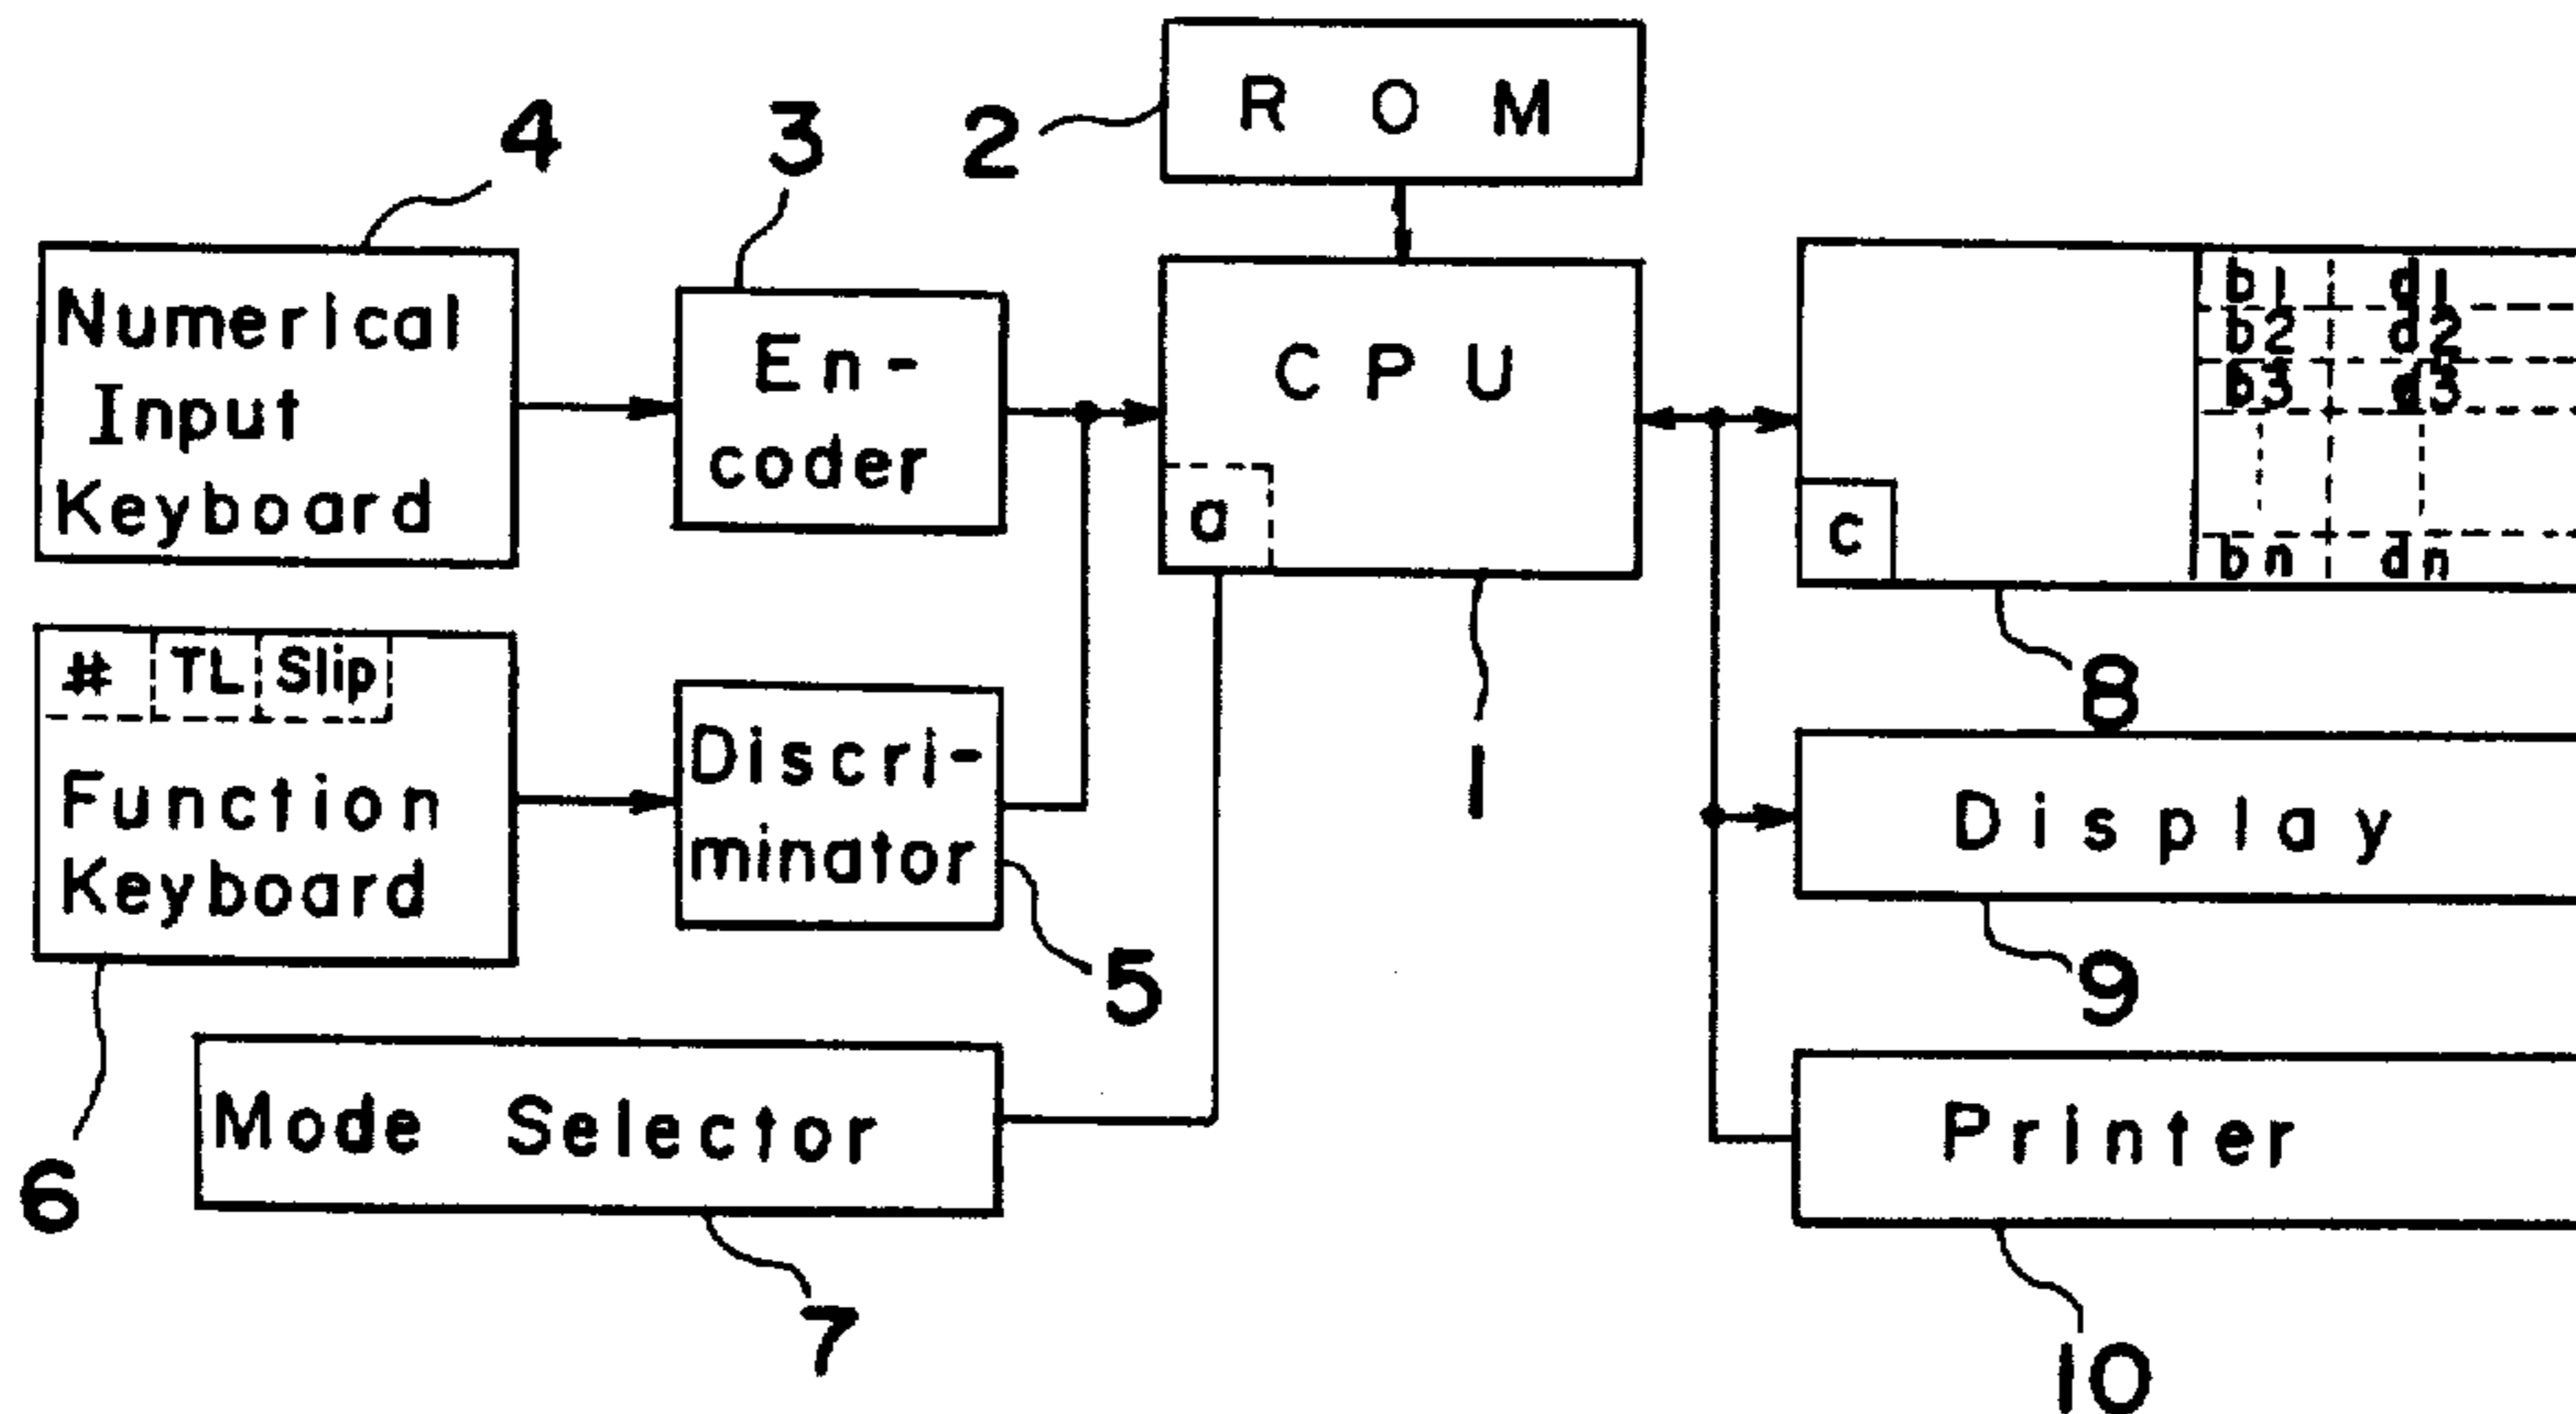 R O M
2
4
3
Numerical
Input
Keyboard
En-
coder
C P U
a
b1 d1
b2 d2
b3 d3
bn dn
c
8
# TL Slip
Function
Keyboard
Discri-
minator
1
5
6
Display
9
Mode Selector
7
Printer
10